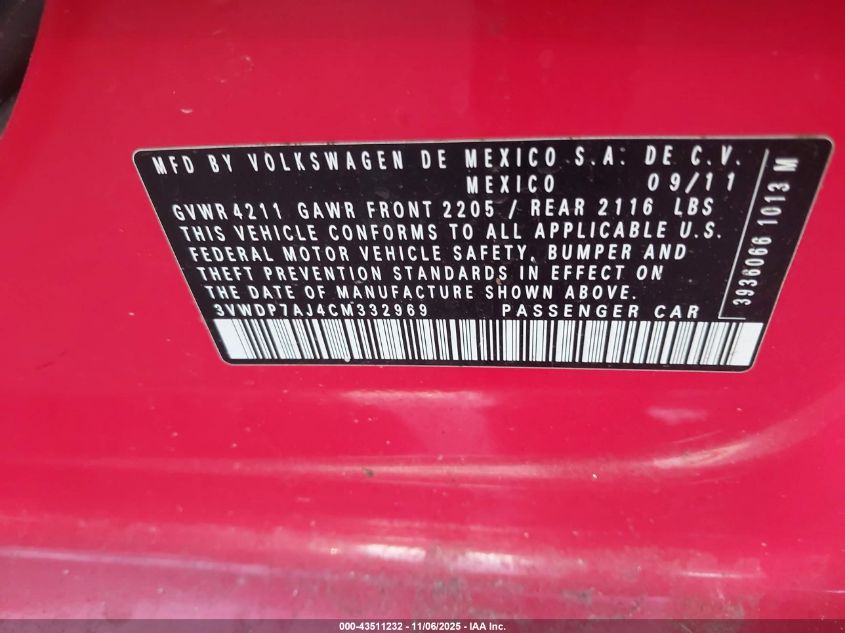 MFD BY VOLKSWAGEN DE MEXICO S.A. DE C.V.
MEXICO 09/11
GVWR 4211 GAWR FRONT 2205 / REAR 2116 LBS
THIS VEHICLE CONFORMS TO ALL APPLICABLE U.S.
FEDERAL MOTOR VEHICLE SAFETY, BUMPER AND
THEFT PREVENTION STANDARDS IN EFFECT ON
THE DATE OF MANUFACTURE SHOWN ABOVE.
3VWDP7AJ4CM332969 PASSENGER CAR
3936066 1013 M
000-43511232 - 11/06/2025 - IAA Inc.